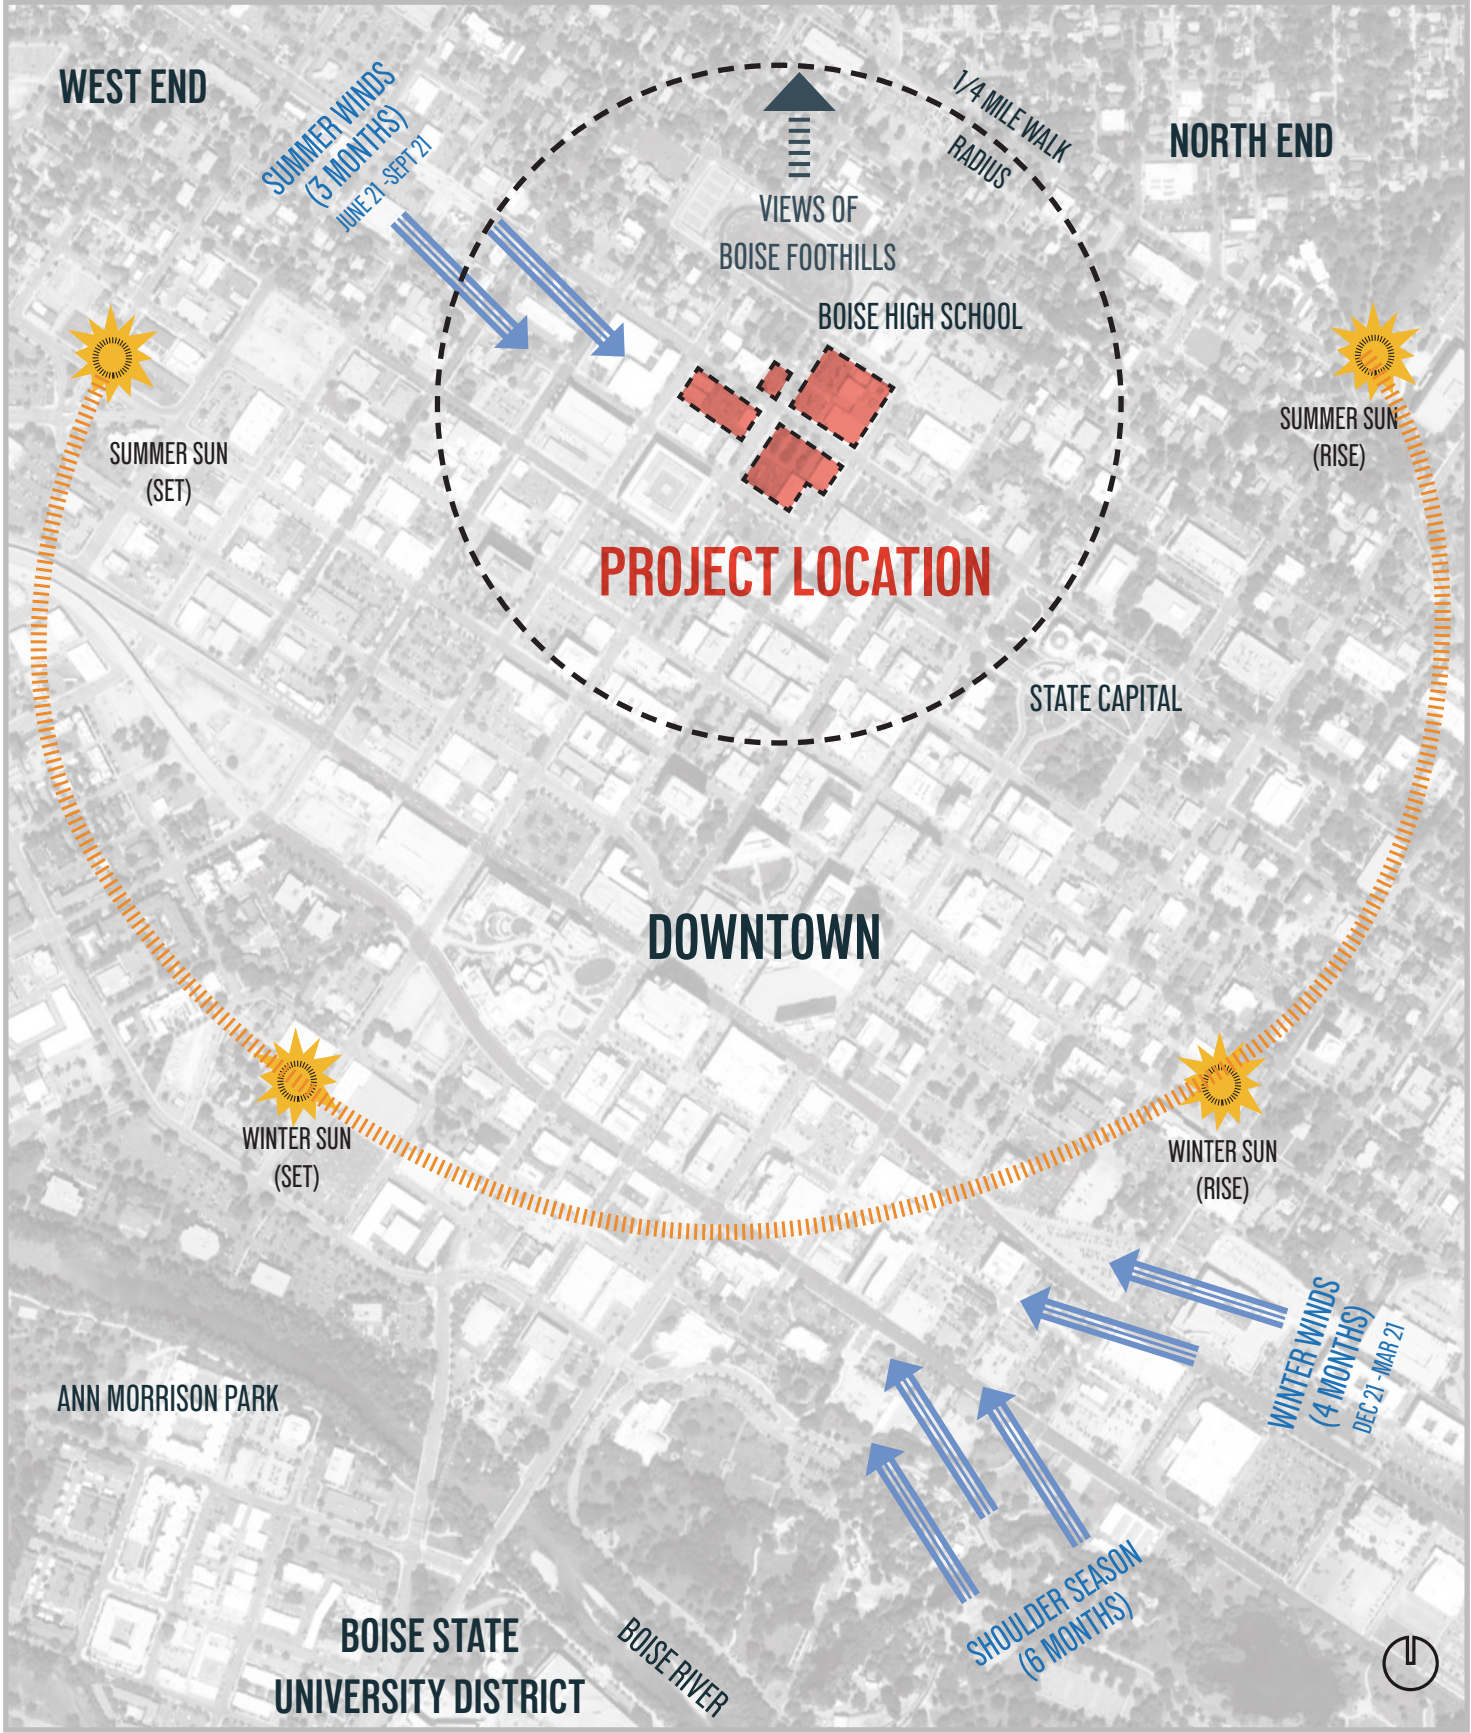 WEST END
SUMMER WINDS
(3 MONTHS)
JUNE 21 -SEPT 21
1/4 MILE WALK
RADIUS
NORTH END
VIEWS OF
BOISE FOOTHILLS
BOISE HIGH SCHOOL
SUMMER SUN
(SET)
SUMMER SUN
(RISE)
PROJECT LOCATION
STATE CAPITAL
DOWNTOWN
WINTER SUN
(SET)
WINTER SUN
(RISE)
WINTER WINDS
(4 MONTHS)
DEC 21 -MAR 21
ANN MORRISON PARK
SHOULDER SEASON
(6 MONTHS)
BOISE STATE
UNIVERSITY DISTRICT
BOISE RIVER